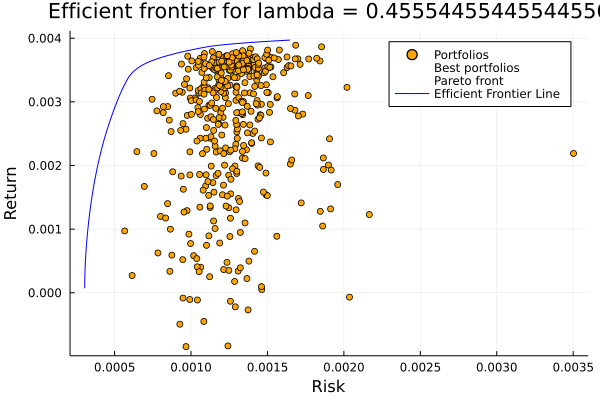 Efficient frontier for lambda = 0.4555445544554455
0.004
0.003
0.002
0.001
0.000
Return
Portfolios
Best portfolios
Pareto front
Efficient Frontier Line
0.0005 0.0010 0.0015 0.0020 0.0025 0.0030 0.0035
Risk